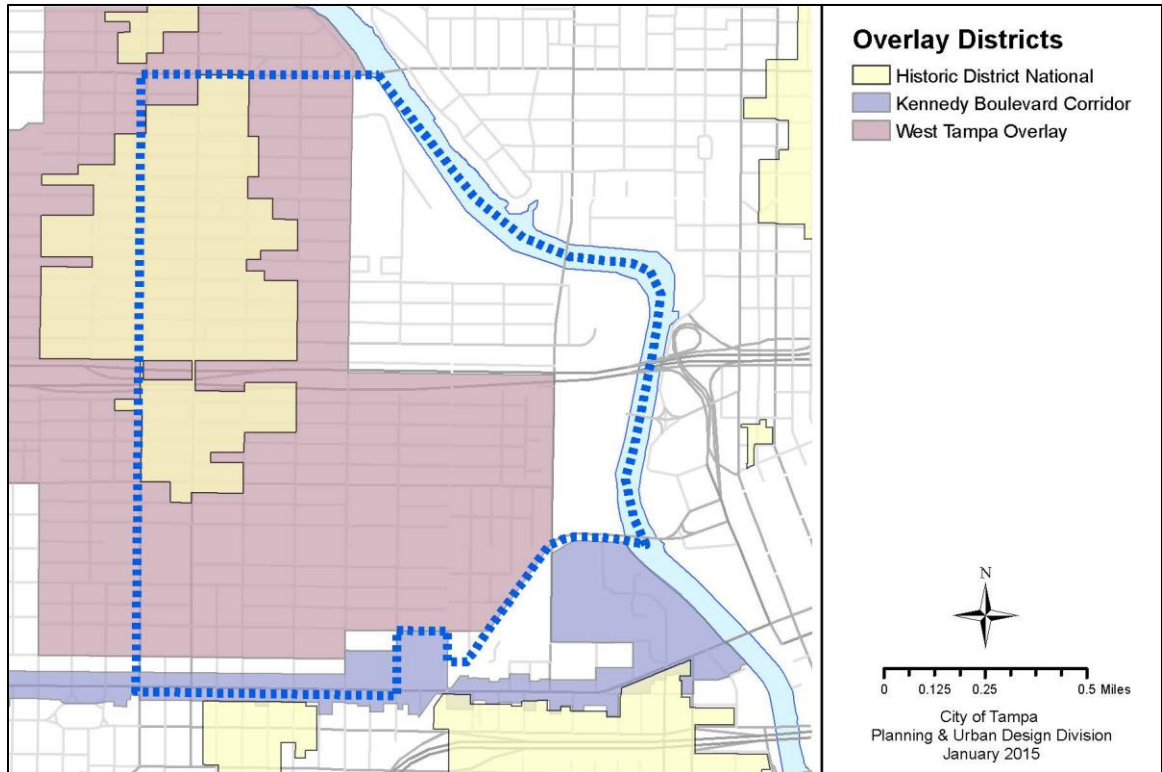 Overlay Districts
Historic District National
Kennedy Boulevard Corridor
West Tampa Overlay
N
0 0.125 0.25 0.5 Miles
City of Tampa
Planning & Urban Design Division
January 2015